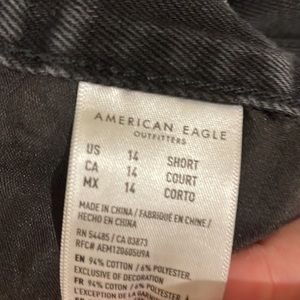 AMERICAN EAGLE
OUTFITTERS
US 14 SHORT
CA 14 COURT
MX 14 CORTO
MADE IN CHINA / FABRIQUÉ EN CHINE /
HECHO EN CHINA
RN 54485 / CA 03873
RFC# AEM120605U9A
EN 94% COTTON / 6% POLYESTER,
EXCLUSIVE OF DECORATION
FR 94% COTON / 6% POLYESTER,
À L'EXCEPTION DE LA